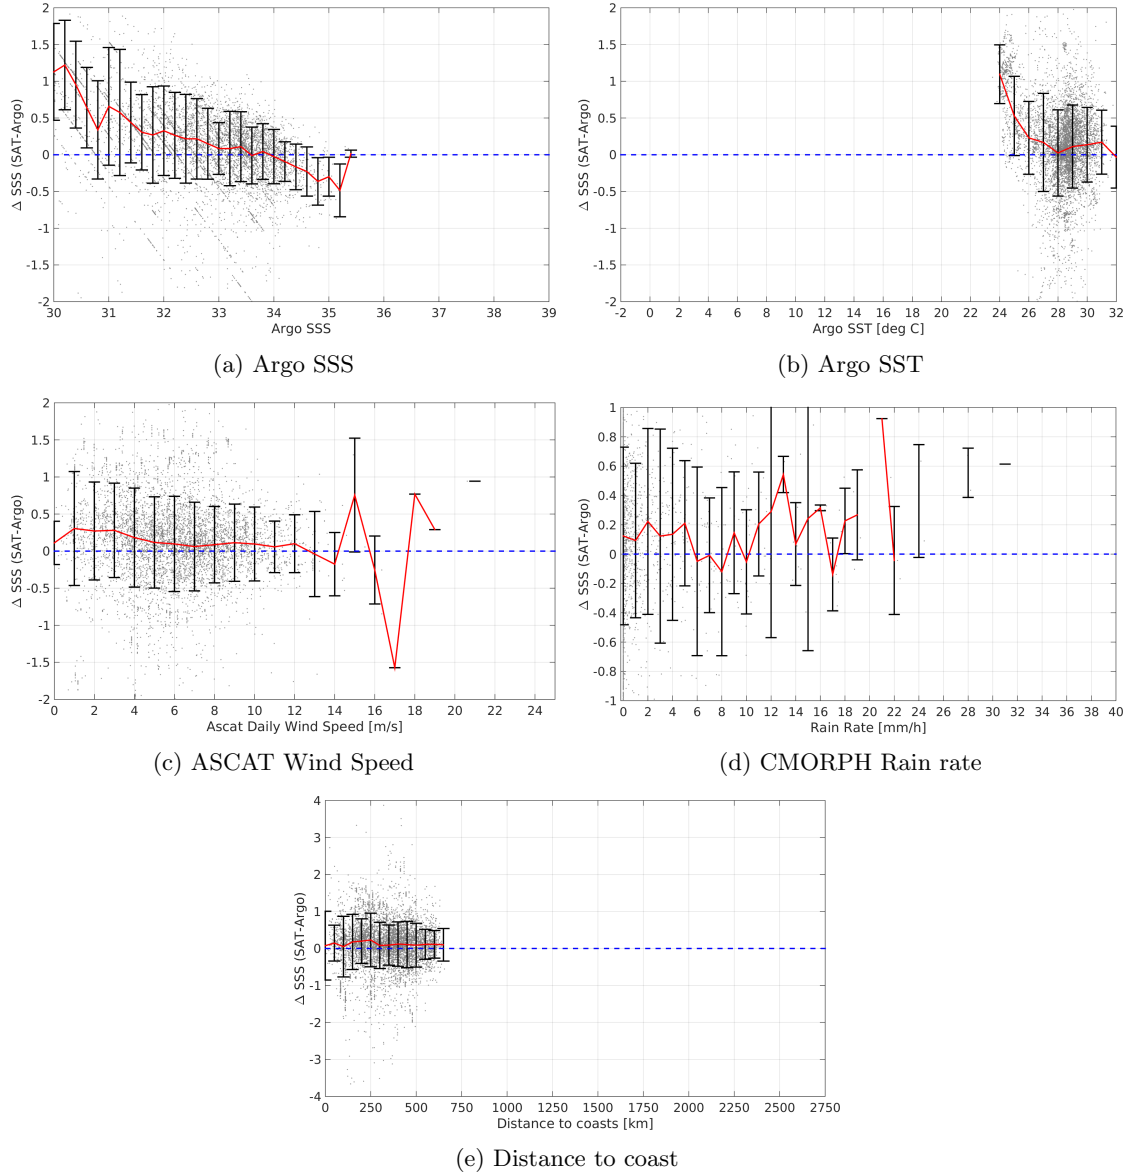 2
1.5
1
0.5
0
-0.5
-1
-1.5
-2
Δ SSS (SAT-Argo)
30 31 32 33 34 35 36 37 38 39
Argo SSS
(a) Argo SSS
2
1.5
1
0.5
0
-0.5
-1
-1.5
-2
Δ SSS (SAT-Argo)
-2 0 2 4 6 8 10 12 14 16 18 20 22 24 26 28 30 32
Argo SST [deg C]
(b) Argo SST
2
1.5
1
0.5
0
-0.5
-1
-1.5
-2
Δ SSS (SAT-Argo)
0 2 4 6 8 10 12 14 16 18 20 22 24
Ascat Daily Wind Speed [m/s]
(c) ASCAT Wind Speed
1
0.8
0.6
0.4
0.2
0
-0.2
-0.4
-0.6
-0.8
-1
Δ SSS (SAT-Argo)
0 2 4 6 8 10 12 14 16 18 20 22 24 26 28 30 32 34 36 38 40
Rain Rate [mm/h]
(d) CMORPH Rain rate
4
3
2
1
0
-1
-2
-3
-4
Δ SSS (SAT-Argo)
0 250 500 750 1000 1250 1500 1750 2000 2250 2500 2750
Distance to coasts [km]
(e) Distance to coast